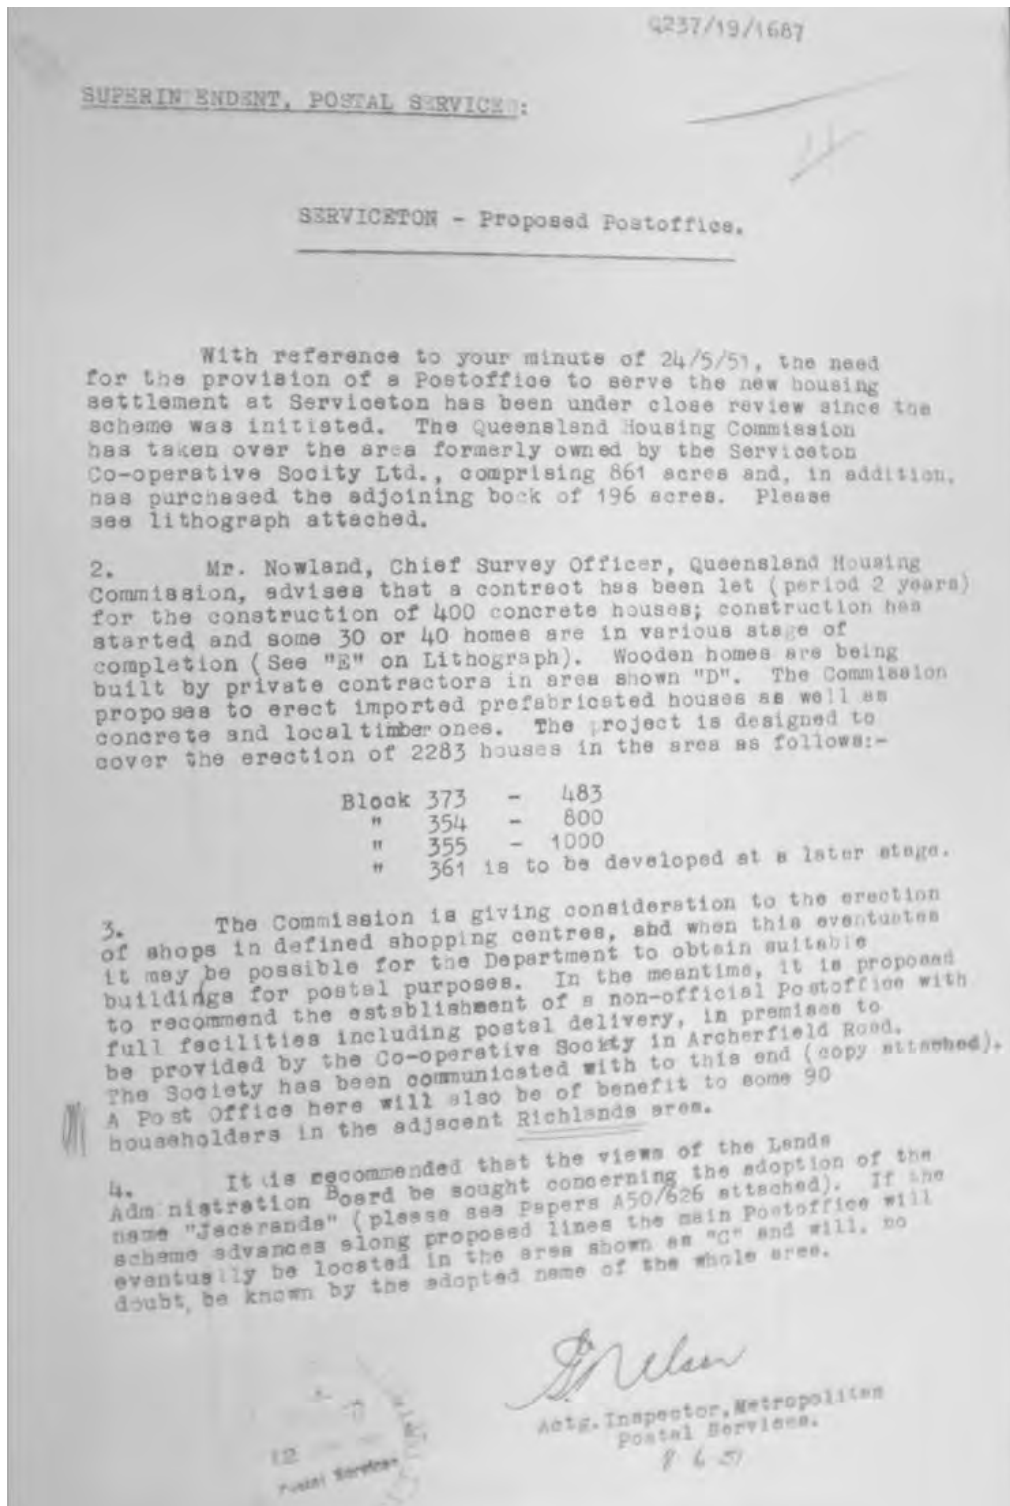 Q237/19/1687
SUPERINTENDENT, POSTAL SERVICES:
SERVICETON - Proposed Postoffice.
With reference to your minute of 24/5/51, the need
for the provision of a Postoffice to serve the new housing
settlement at Serviceton has been under close review since the
scheme was initiated. The Queensland Housing Commission
has taken over the area formerly owned by the Serviceton
Co-operative Socity Ltd., comprising 861 acres and, in addition,
has purchased the adjoining bock of 196 acres. Please
see lithograph attached.
2. Mr. Nowland, Chief Survey Officer, Queensland Housing
Commission, advises that a contract has been let (period 2 years)
for the construction of 400 concrete houses; construction has
started and some 30 or 40 homes are in various stage of
completion (See "E" on Lithograph). Wooden homes are being
built by private contractors in area shown "D". The Commission
proposes to erect imported prefabricated houses as well as
concrete and local timber ones. The project is designed to
cover the erection of 2283 houses in the area as follows:-
Block 373 - 483
" 354 - 800
" 355 - 1000
" 361 is to be developed at a later stage.
3. The Commission is giving consideration to the erection
of shops in defined shopping centres, abd when this eventuates
it may be possible for the Department to obtain suitable
buildings for postal purposes. In the meantime, it is proposed
to recommend the establishment of a non-official Postoffice with
full facilities including postal delivery, in premises to
be provided by the Co-operative Society in Archerfield Road.
The Society has been communicated with to this end (copy attached).
A Post Office here will also be of benefit to some 90
householders in the adjacent Richlands area.
4. It is recommended that the views of the Lands
Administration Board be sought concerning the adoption of the
name "Jacaranda" (please see Papers A50/626 attached). If the
scheme advances along proposed lines the main Postoffice will
eventually be located in the area shown as "C" and will, no
doubt, be known by the adopted name of the whole area.
Nelson
Actg. Inspector, Metropolitan
Postal Services.
8 6 51
12
Postal Services